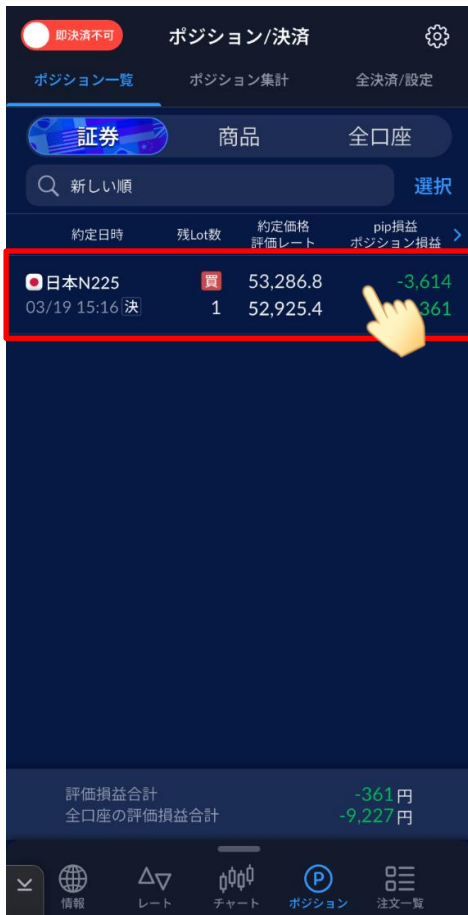 即決済不可 ポジション/決済
ポジション一覧 ポジション集計 全決済/設定
証券 商品 全口座
新しい順 選択
約定日時 残Lot数 約定価格 評価レート pip損益 ポジション損益
日本N225 買 53,286.8 -3,614
03/19 15:16 決 1 52,925.4 361
評価損益合計 -361円
全口座の評価損益合計 -9,227円
情報 レート チャート P ポジション 注文一覧